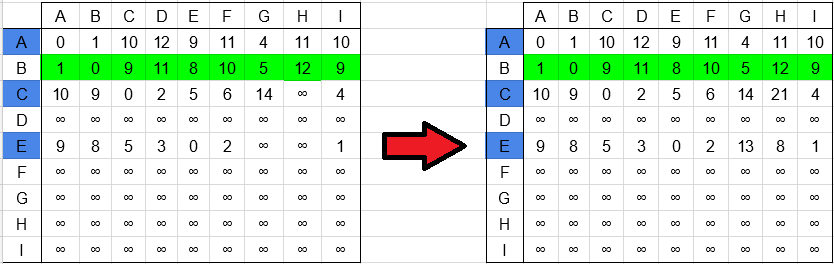 A B C D E F G H I
A 0 1 10 12 9 11 4 11 10
B 1 0 9 11 8 10 5 12 9
C 10 9 0 2 5 6 14 ∞ 4
D ∞ ∞ ∞ ∞ ∞ ∞ ∞ ∞ ∞
E 9 8 5 3 0 2 ∞ ∞ 1
F ∞ ∞ ∞ ∞ ∞ ∞ ∞ ∞ ∞
G ∞ ∞ ∞ ∞ ∞ ∞ ∞ ∞ ∞
H ∞ ∞ ∞ ∞ ∞ ∞ ∞ ∞ ∞
I ∞ ∞ ∞ ∞ ∞ ∞ ∞ ∞ ∞
A B C D E F G H I
A 0 1 10 12 9 11 4 11 10
B 1 0 9 11 8 10 5 12 9
C 10 9 0 2 5 6 14 21 4
D ∞ ∞ ∞ ∞ ∞ ∞ ∞ ∞ ∞
E 9 8 5 3 0 2 13 8 1
F ∞ ∞ ∞ ∞ ∞ ∞ ∞ ∞ ∞
G ∞ ∞ ∞ ∞ ∞ ∞ ∞ ∞ ∞
H ∞ ∞ ∞ ∞ ∞ ∞ ∞ ∞ ∞
I ∞ ∞ ∞ ∞ ∞ ∞ ∞ ∞ ∞